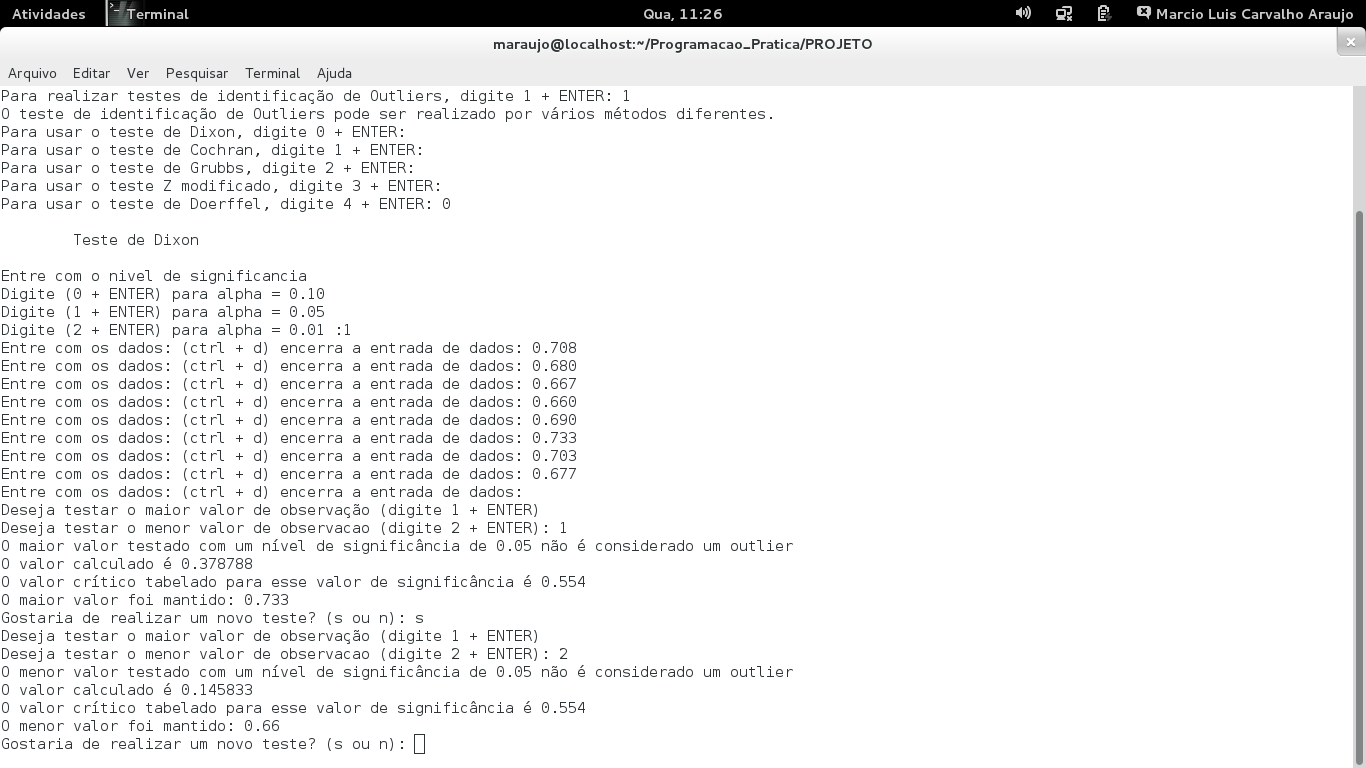 Atividades Terminal Qua, 11:26 Marcio Luis Carvalho Araujo
maraujo@localhost:~/Programacao_Pratica/PROJETO
Arquivo Editar Ver Pesquisar Terminal Ajuda
Para realizar testes de identificação de Outliers, digite 1 + ENTER: 1
O teste de identificação de Outliers pode ser realizado por vários métodos diferentes.
Para usar o teste de Dixon, digite 0 + ENTER:
Para usar o teste de Cochran, digite 1 + ENTER:
Para usar o teste de Grubbs, digite 2 + ENTER:
Para usar o teste Z modificado, digite 3 + ENTER:
Para usar o teste de Doerffel, digite 4 + ENTER: 0
Teste de Dixon
Entre com o nivel de significancia
Digite (0 + ENTER) para alpha = 0.10
Digite (1 + ENTER) para alpha = 0.05
Digite (2 + ENTER) para alpha = 0.01 :1
Entre com os dados: (ctrl + d) encerra a entrada de dados: 0.708
Entre com os dados: (ctrl + d) encerra a entrada de dados: 0.680
Entre com os dados: (ctrl + d) encerra a entrada de dados: 0.667
Entre com os dados: (ctrl + d) encerra a entrada de dados: 0.660
Entre com os dados: (ctrl + d) encerra a entrada de dados: 0.690
Entre com os dados: (ctrl + d) encerra a entrada de dados: 0.733
Entre com os dados: (ctrl + d) encerra a entrada de dados: 0.703
Entre com os dados: (ctrl + d) encerra a entrada de dados: 0.677
Entre com os dados: (ctrl + d) encerra a entrada de dados:
Deseja testar o maior valor de observação (digite 1 + ENTER)
Deseja testar o menor valor de observacao (digite 2 + ENTER): 1
O maior valor testado com um nível de significância de 0.05 não é considerado um outlier
O valor calculado é 0.378788
O valor crítico tabelado para esse valor de significância é 0.554
O maior valor foi mantido: 0.733
Gostaria de realizar um novo teste? (s ou n): s
Deseja testar o maior valor de observação (digite 1 + ENTER)
Deseja testar o menor valor de observacao (digite 2 + ENTER): 2
O menor valor testado com um nível de significância de 0.05 não é considerado um outlier
O valor calculado é 0.145833
O valor crítico tabelado para esse valor de significância é 0.554
O menor valor foi mantido: 0.66
Gostaria de realizar um novo teste? (s ou n):